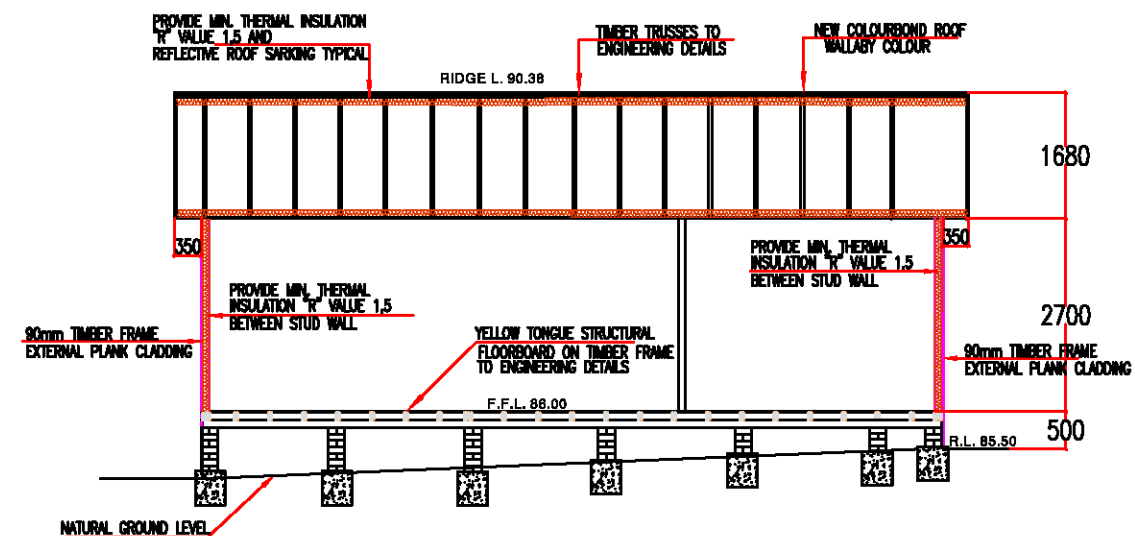 PROVIDE MIN. THERMAL INSULATION
"R" VALUE 1,5 AND
REFLECTIVE ROOF SARKING TYPICAL
TIMBER TRUSSES TO
ENGINEERING DETAILS
NEW COLOURBOND ROOF
WALLABY COLOUR
RIDGE L. 90.38
1680
350
350
PROVIDE MIN. THERMAL
INSULATION "R" VALUE 1.5
BETWEEN STUD WALL
PROVIDE MIN. THERMAL
INSULATION "R" VALUE 1,5
BETWEEN STUD WALL
2700
90mm TIMBER FRAME
EXTERNAL PLANK CLADDING
YELLOW TONGUE STRUCTURAL
FLOORBOARD ON TIMBER FRAME
TO ENGINEERING DETAILS
90mm TIMBER FRAME
EXTERNAL PLANK CLADDING
F.F.L. 86.00
500
R.L. 85.50
NATURAL GROUND LEVEL